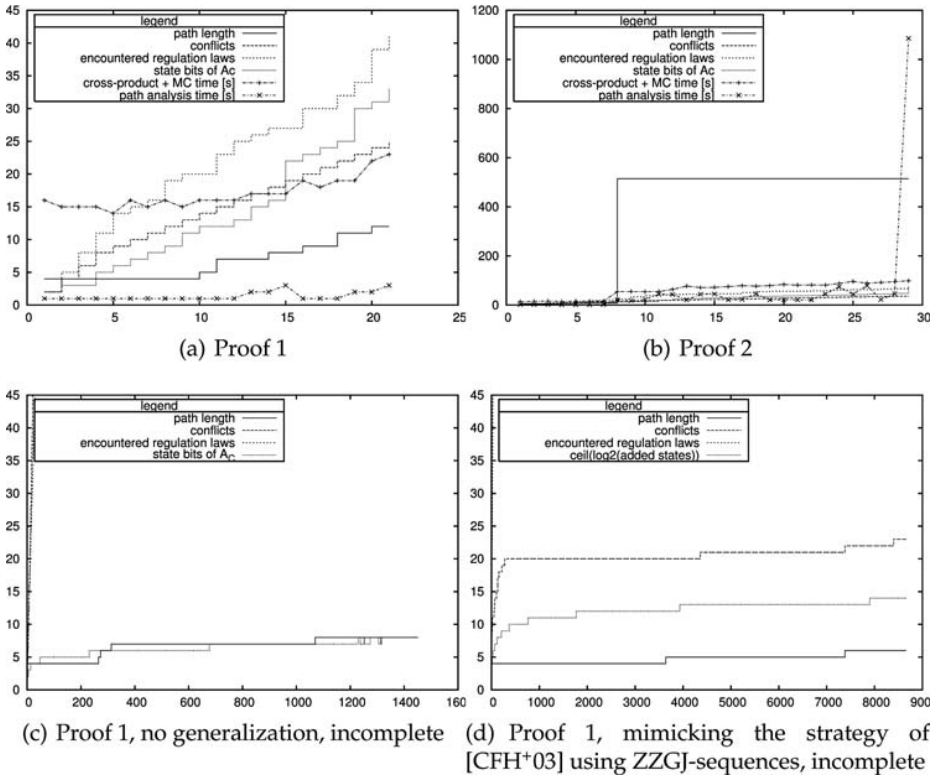 45
40
35
30
25
20
15
10
5
0
legend
path length
conflicts
encountered regulation laws
state bits of Ac
cross-product + MC time [s]
path analysis time [s]
0 5 10 15 20 25
(a) Proof 1
1200
1000
800
600
400
200
0
legend
path length
conflicts
encountered regulation laws
state bits of Ac
cross-product + MC time [s]
path analysis time [s]
0 5 10 15 20 25 30
(b) Proof 2
45
40
35
30
25
20
15
10
5
0
legend
path length
conflicts
encountered regulation laws
state bits of A_C
0 200 400 600 800 1000 1200 1400 1600
(c) Proof 1, no generalization, incomplete
45
40
35
30
25
20
15
10
5
0
legend
path length
conflicts
encountered regulation laws
ceil(log2(added states))
0 1000 2000 3000 4000 5000 6000 7000 8000 9000
(d) Proof 1, mimicking the strategy of
[CFH+03] using ZZGJ-sequences, incomplete